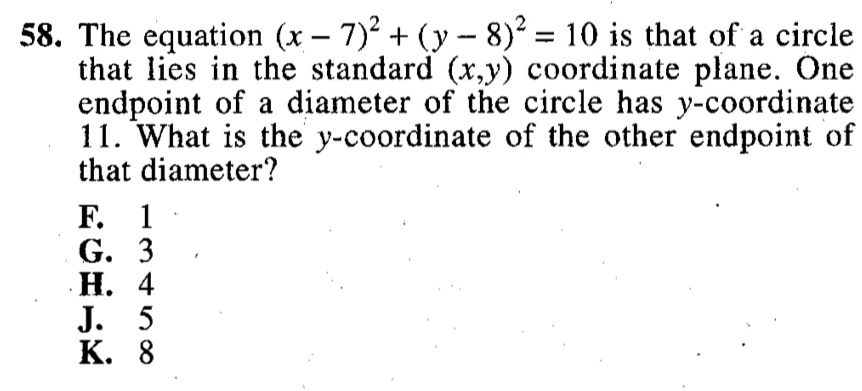 58. The equation (x – 7)² + (y – 8)² = 10 is that of a circle
that lies in the standard (x,y) coordinate plane. One
endpoint of a diameter of the circle has y-coordinate
11. What is the y-coordinate of the other endpoint of
that diameter?
F. 1
G. 3
H. 4
J. 5
K. 8